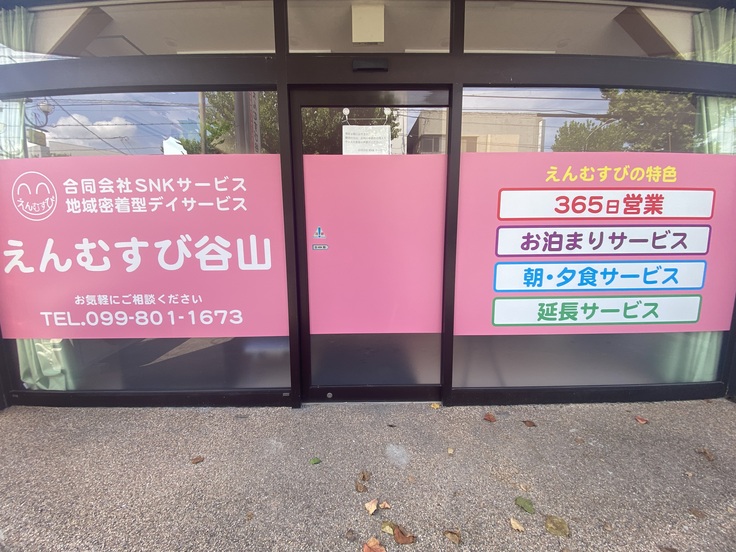 えんむすび
合同会社SNKサービス
地域密着型デイサービス
えんむすび谷山
お気軽にご相談ください
TEL.099-801-1673
えんむすびの特色
365日営業
お泊まりサービス
朝・夕食サービス
延長サービス